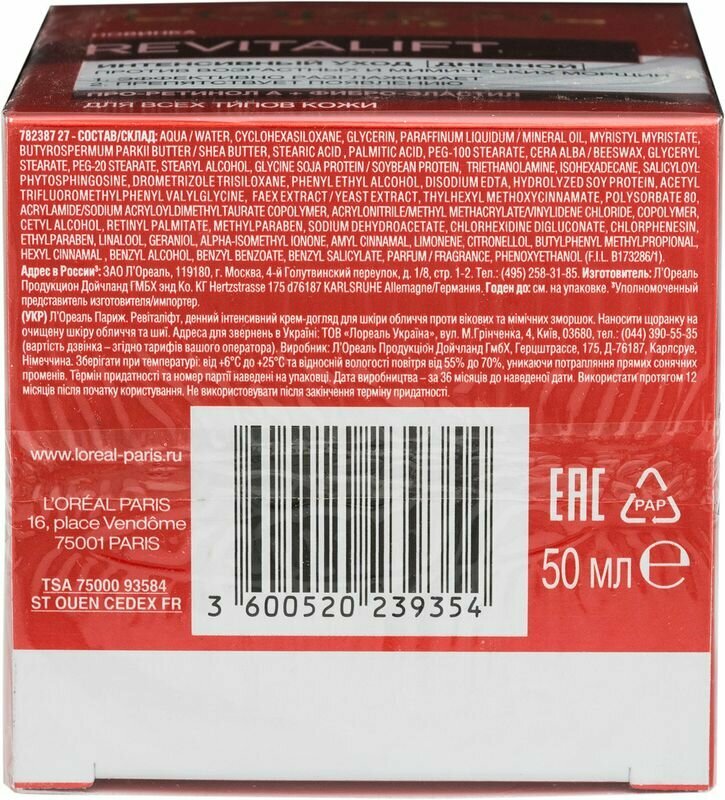 НОВИНКА
REVITALIFT
ИНТЕНСИВНЫЙ УХОД ДНЕВНОЙ
ПРОТИВ ВОЗРАСТНЫХ И МИМИЧЕСКИХ МОРЩИН
ПРО-РЕТИНОЛ А + ФИБРО-ЭЛАСТИЛ
ДЛЯ ВСЕХ ТИПОВ КОЖИ
782387 27 - СОСТАВ/СКЛАД: AQUA / WATER, CYCLOHEXASILOXANE, GLYCERIN, PARAFFINUM LIQUIDUM / MINERAL OIL, MYRISTYL MYRISTATE,
BUTYROSPERMUM PARKII BUTTER / SHEA BUTTER, STEARIC ACID, PALMITIC ACID, PEG-100 STEARATE, CERA ALBA / BEESWAX, GLYCERYL
STEARATE, PEG-20 STEARATE, STEARYL ALCOHOL, GLYCINE SOJA PROTEIN / SOYBEAN PROTEIN, TRIETHANOLAMINE, ISOHEXADECANE, SALICYLOYL
PHYTOSPHINGOSINE, DROMETRIZOLE TRISILOXANE, PHENYL ETHYL ALCOHOL, DISODIUM EDTA, HYDROLYZED SOY PROTEIN, ACETYL
TRIFLUOROMETHYLPHENYL VALYLGLYCINE, FAEX EXTRACT / YEAST EXTRACT, THYLHEXYL METHOXYCINNAMATE, POLYSORBATE 80,
ACRYLAMIDE/SODIUM ACRYLOYLDIMETHYLTAURATE COPOLYMER, ACRYLONITRILE/METHYL METHACRYLATE/VINYLIDENE CHLORIDE, COPOLYMER,
CETYL ALCOHOL, RETINYL PALMITATE, METHYLPARABEN, SODIUM DEHYDROACETATE, CHLORHEXIDINE DIGLUCONATE, CHLORPHENESIN,
ETHYLPARABEN, LINALOOL, GERANIOL, ALPHA-ISOMETHYL IONONE, AMYL CINNAMAL, LIMONENE, CITRONELLOL, BUTYLPHENYL METHYLPROPIONAL,
HEXYL CINNAMAL, BENZYL ALCOHOL, BENZYL BENZOATE, BENZYL SALICYLATE, PARFUM / FRAGRANCE, PHENOXYETHANOL (F.I.L B173286/1).
Адрес в России³: ЗАО Л'Ореаль, 119180, г. Москва, 4-й Голутвинский переулок, д. 1/8, стр. 1-2. Тел.: (495) 258-31-85. Изготовитель: Л'Ореаль
Продукцион Дойчланд ГМБХ энд Ко. КГ Hertzstrasse 175 d76187 KARLSRUHE Allemagne/Германия. Годен до: см. на упаковке. ³Уполномоченный
представитель изготовителя/импортер.
(УКР) Л'Ореаль Париж. Ревіталіфт, денний інтенсивний крем-догляд для шкіри обличчя проти вікових та мімічних зморшок. Наносити щоранку на
очищену шкіру обличчя та шиї. Адреса для звернень в Україні: ТОВ «Лореаль Україна», вул. М.Грінченка, 4, Київ, 03680, тел.: (044) 390-55-35
(вартість дзвінка – згідно тарифів вашого оператора). Виробник: Л'Ореаль Продукціон Дойчланд ГмбХ, Герцштрассе, 175, Д-76187, Карлсруе,
Німеччина. Зберігати при температурі: від +6°С до +25°С та відносній вологості повітря від 55% до 70%, уникаючи потрапляння прямих сонячних
променів. Термін придатності та номер партії наведені на упаковці. Дата виробництва – за 36 місяців до наведеної дати. Використати протягом 12
місяців після початку користування. Не використовувати після закінчення терміну придатності.
www.loreal-paris.ru
L'ORÉAL PARIS
16, place Vendôme
75001 PARIS
TSA 75000 93584
ST OUEN CEDEX FR
3 600520 239354
EAC
PAP
50 мл e